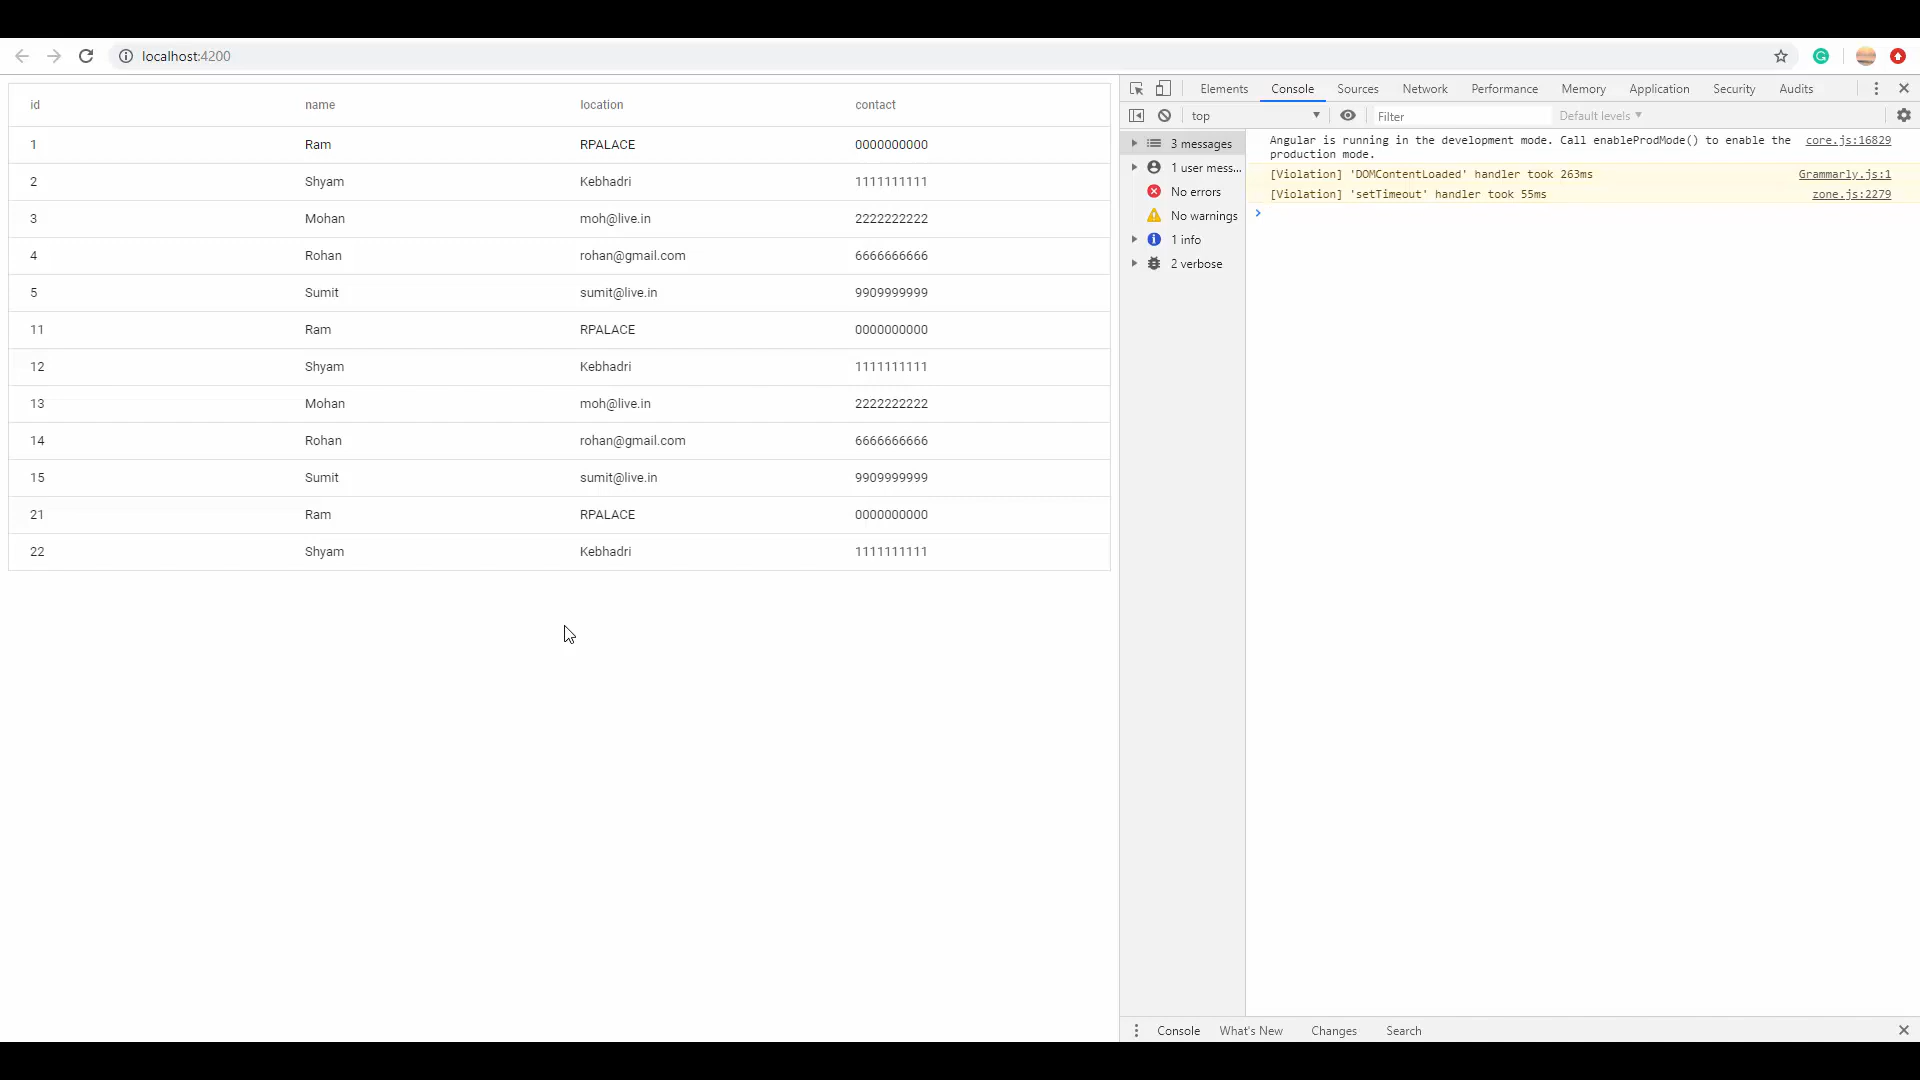 localhost:4200
id name location contact
1 Ram RPALACE 0000000000
2 Shyam Kebhadri 1111111111
3 Mohan moh@live.in 2222222222
4 Rohan rohan@gmail.com 6666666666
5 Sumit sumit@live.in 9909999999
11 Ram RPALACE 0000000000
12 Shyam Kebhadri 1111111111
13 Mohan moh@live.in 2222222222
14 Rohan rohan@gmail.com 6666666666
15 Sumit sumit@live.in 9909999999
21 Ram RPALACE 0000000000
22 Shyam Kebhadri 1111111111
Elements Console Sources Network Performance Memory Application Security Audits
top Filter Default levels
3 messages
1 user mess...
No errors
No warnings
1 info
2 verbose
Angular is running in the development mode. Call enableProdMode() to enable the core.js:16829
production mode.
[Violation] 'DOMContentLoaded' handler took 263ms Grammarly.js:1
[Violation] 'setTimeout' handler took 55ms zone.js:2279
Console What's New Changes Search